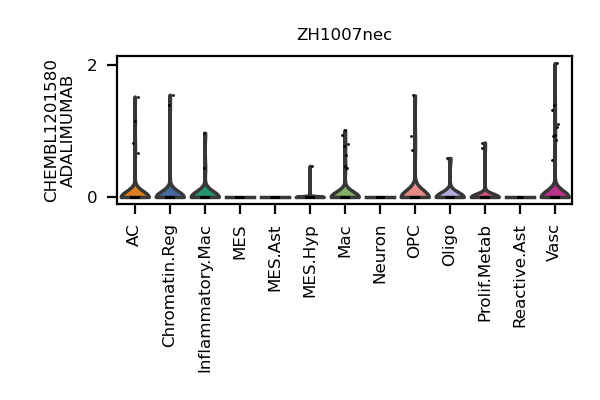 ZH1007nec
CHEMBL1201580
ADALIMUMAB
2
0
AC
Chromatin.Reg
Inflammatory.Mac
MES
MES.Ast
MES.Hyp
Mac
Neuron
OPC
Oligo
Prolif.Metab
Reactive.Ast
Vasc